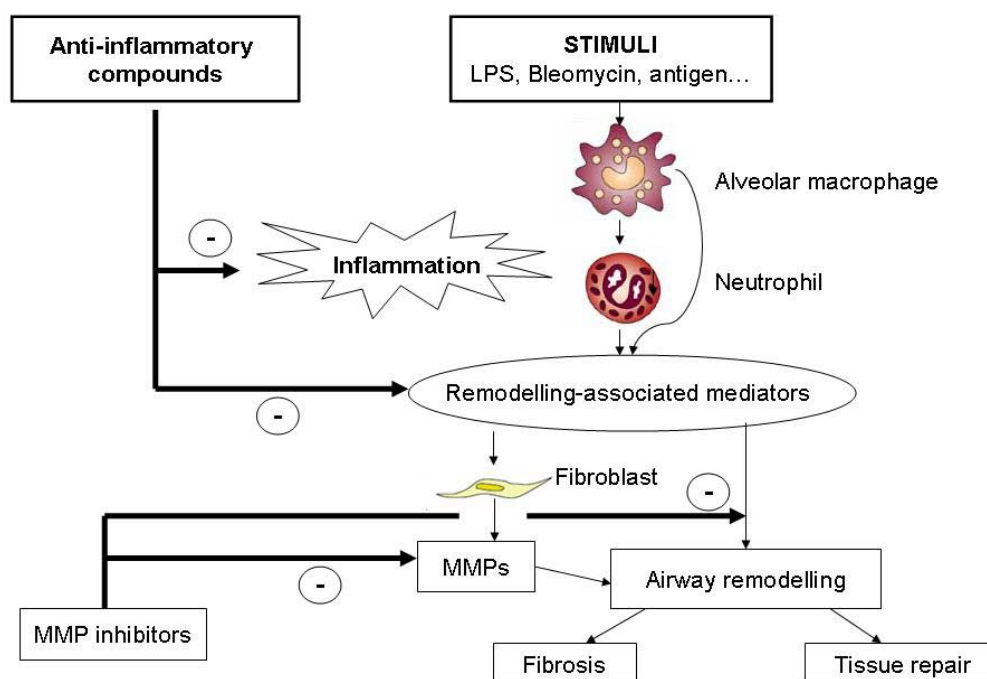 Anti-inflammatory
compounds
STIMULI
LPS, Bleomycin, antigen...
Alveolar macrophage
-
Inflammation
Neutrophil
Remodelling-associated mediators
-
Fibroblast
-
MMPs
Airway remodelling
-
MMP inhibitors
Fibrosis
Tissue repair